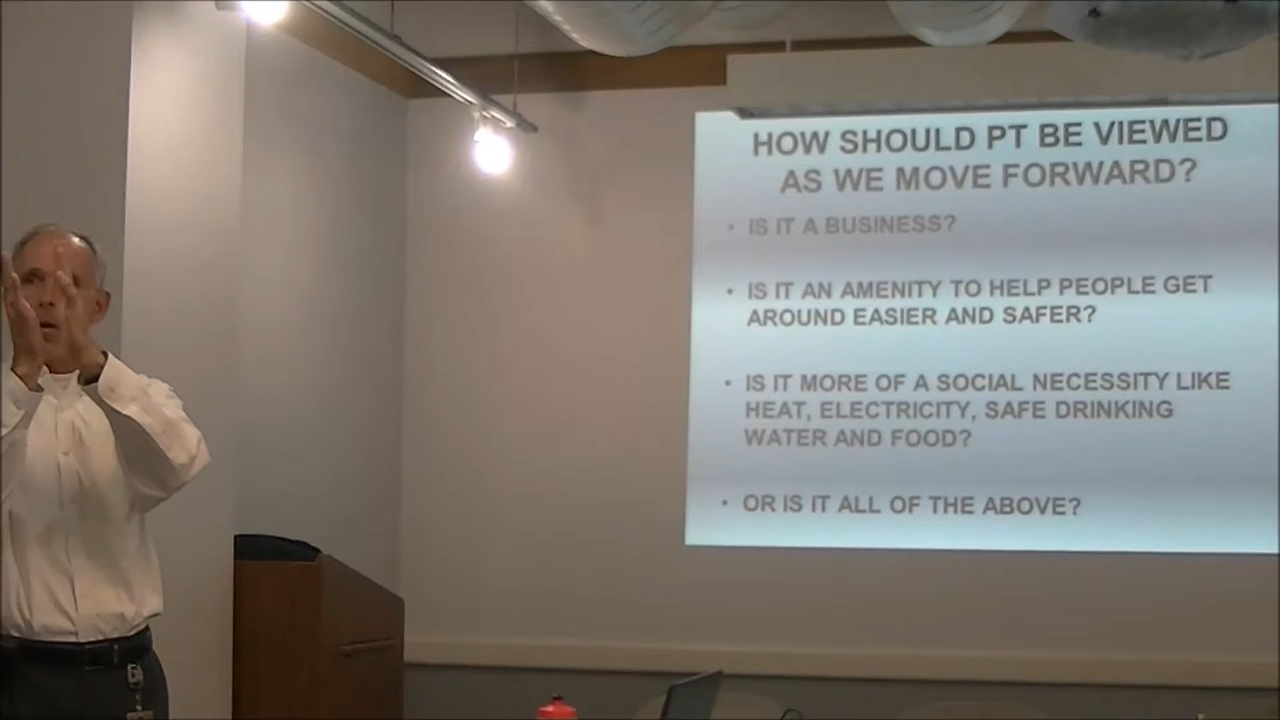 HOW SHOULD PT BE VIEWED
AS WE MOVE FORWARD?
• IS IT A BUSINESS?
• IS IT AN AMENITY TO HELP PEOPLE GET
AROUND EASIER AND SAFER?
• IS IT MORE OF A SOCIAL NECESSITY LIKE
HEAT, ELECTRICITY, SAFE DRINKING
WATER AND FOOD?
• OR IS IT ALL OF THE ABOVE?